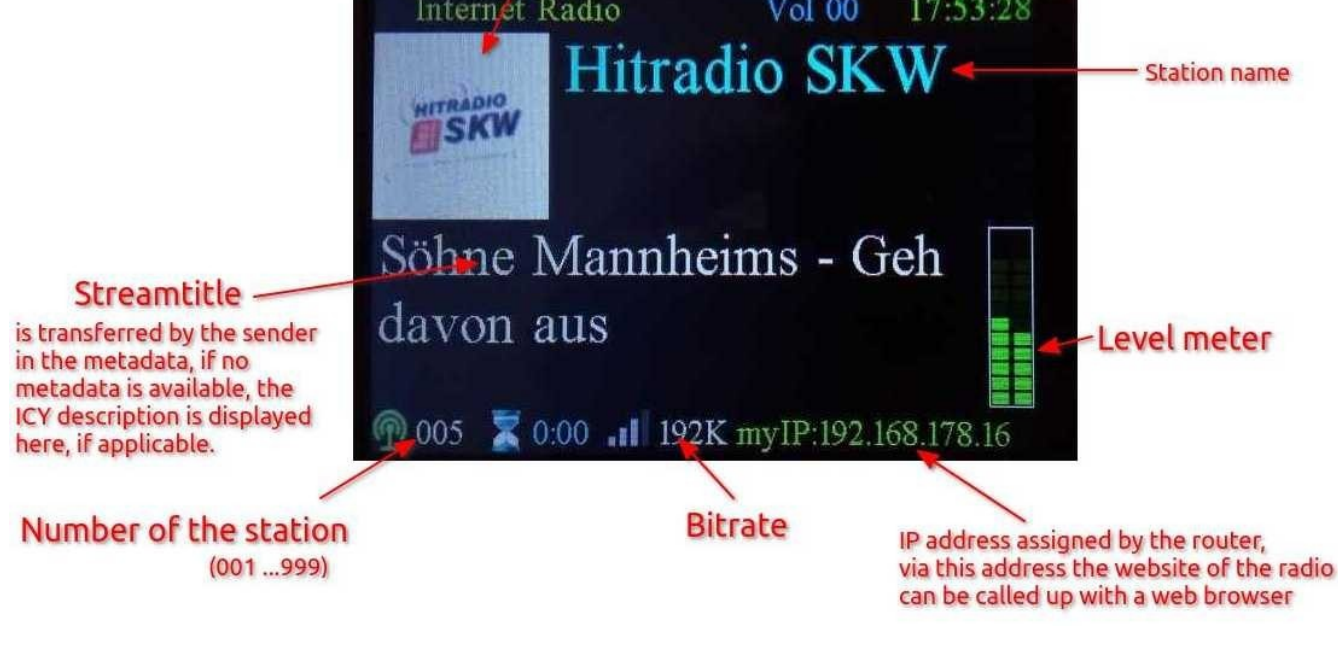 Internet Radio Vol 00 17:53:28
Hitradio SKW
Station name
HITRADIO
SKW
Söhne Mannheims - Geh
davon aus
Streamtitle
is transferred by the sender
in the metadata, if no
metadata is available, the
ICY description is displayed
here, if applicable.
Level meter
005 0:00 192K myIP:192.168.178.16
Number of the station
(001 ...999)
Bitrate
IP address assigned by the router,
via this address the website of the radio
can be called up with a web browser